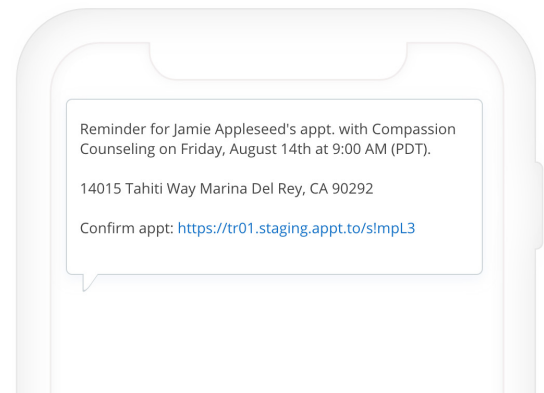 Reminder for Jamie Appleseed's appt. with Compassion
Counseling on Friday, August 14th at 9:00 AM (PDT).
14015 Tahiti Way Marina Del Rey, CA 90292
Confirm appt: https://tr01.staging.appt.to/s!mpL3